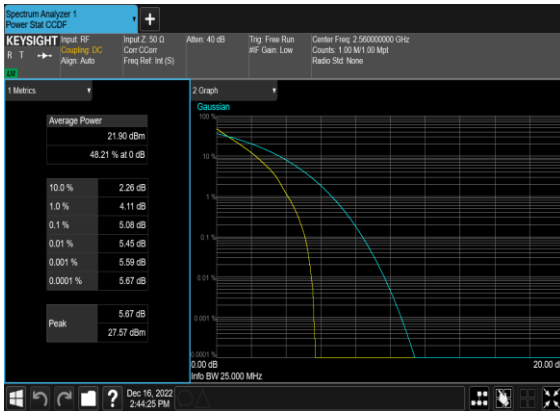 Spectrum Analyzer 1
Power Stat CCDF
KEYSIGHT
R T
LXI
Input: RF
Coupling: DC
Align: Auto
Input Z: 50 Ω
Corr CCorr
Freq Ref: Int (S)
Atten: 40 dB
Trig: Free Run
#IF Gain: Low
Center Freq: 2.560000000 GHz
Counts: 1.00 M/1.00 Mpt
Radio Std: None
1 Metrics
Average Power
21.90 dBm
48.21 % at 0 dB
10.0 % 2.26 dB
1.0 % 4.11 dB
0.1 % 5.08 dB
0.01 % 5.45 dB
0.001 % 5.59 dB
0.0001 % 5.67 dB
Peak
5.67 dB
27.57 dBm
2 Graph
Gaussian
100 %
10 %
1 %
0.1 %
0.01 %
0.001 %
0.0001 %
0.00 dB
20.00 d
Info BW 25.000 MHz
?
Dec 16, 2022
2:44:25 PM